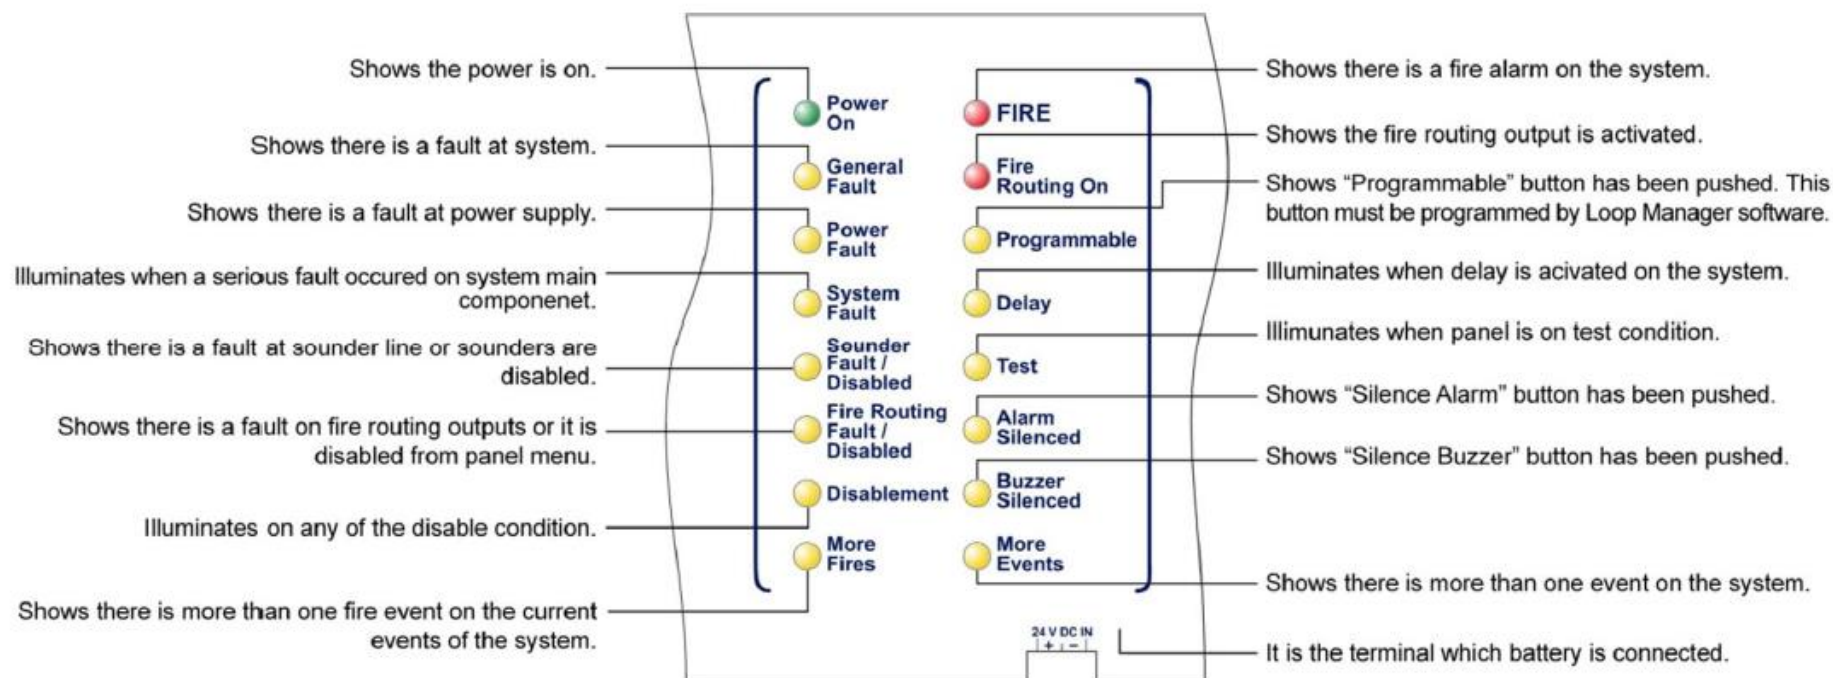 Shows the power is on.
Shows there is a fault at system.
Shows there is a fault at power supply.
Illuminates when a serious fault occured on system main
componenet.
Shows there is a fault at sounder line or sounders are
disabled.
Shows there is a fault on fire routing outputs or it is
disabled from panel menu.
Illuminates on any of the disable condition.
Shows there is more than one fire event on the current
events of the system.
Power
On
General
Fault
Power
Fault
System
Fault
Sounder
Fault /
Disabled
Fire Routing
Fault /
Disabled
Disablement
More
Fires
FIRE
Fire
Routing On
Programmable
Delay
Test
Alarm
Silenced
Buzzer
Silenced
More
Events
24 V DC IN
+ -
Shows there is a fire alarm on the system.
Shows the fire routing output is activated.
Shows “Programmable” button has been pushed. This
button must be programmed by Loop Manager software.
Illuminates when delay is acivated on the system.
Illimunates when panel is on test condition.
Shows “Silence Alarm” button has been pushed.
Shows “Silence Buzzer” button has been pushed.
Shows there is more than one event on the system.
It is the terminal which battery is connected.